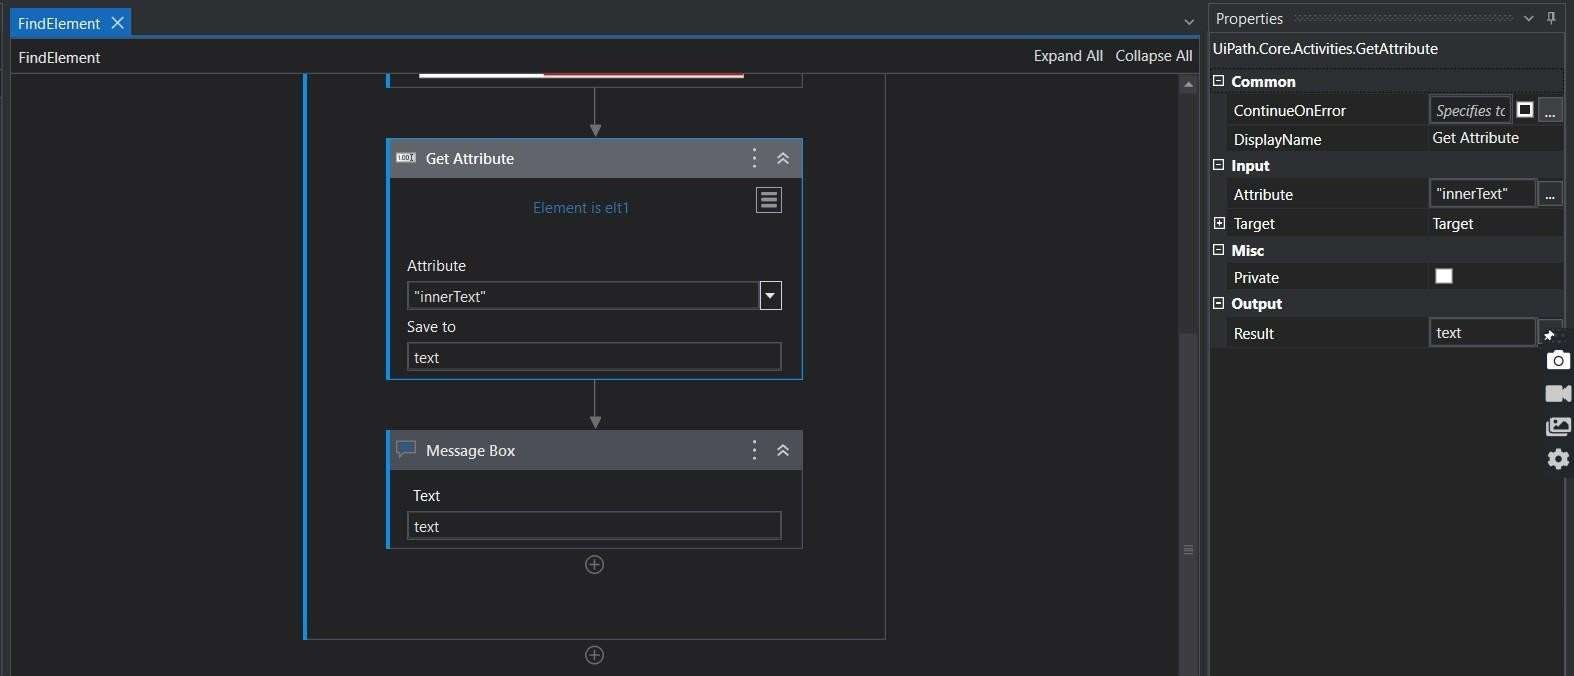 FindElement
FindElement
Expand All Collapse All
Get Attribute
Element is elt1
Attribute
"innerText"
Save to
text
Message Box
Text
text
Properties
UiPath.Core.Activities.GetAttribute
Common
ContinueOnError Specifies to ...
DisplayName Get Attribute
Input
Attribute "innerText" ...
Target Target
Misc
Private
Output
Result text